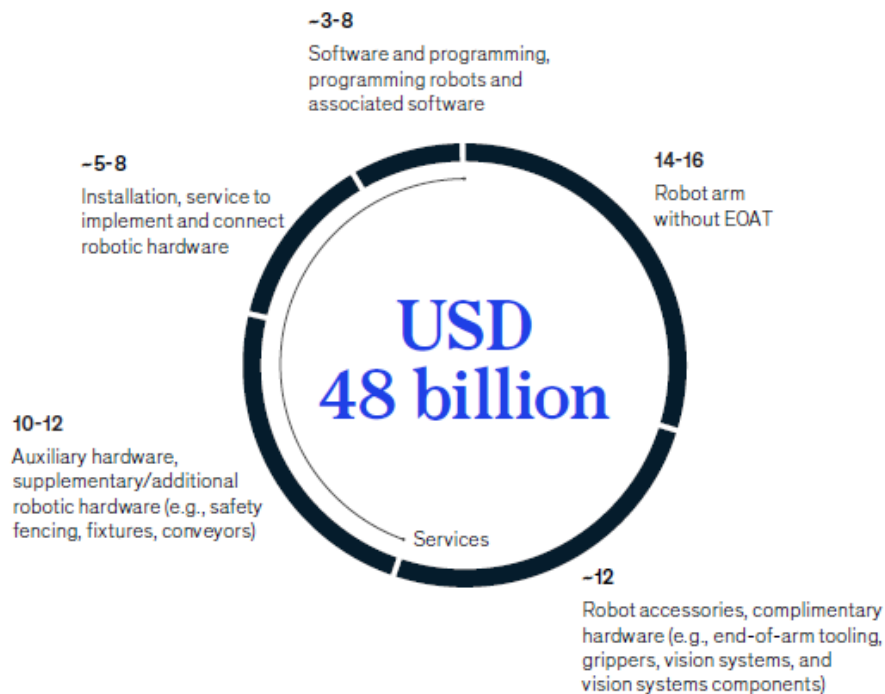 ~3-8
Software and programming,
programming robots and
associated software
~5-8
Installation, service to
implement and connect
robotic hardware
14-16
Robot arm
without EOAT
USD
48 billion
10-12
Auxiliary hardware,
supplementary/additional
robotic hardware (e.g., safety
fencing, fixtures, conveyors)
Services
~12
Robot accessories, complimentary
hardware (e.g., end-of-arm tooling,
grippers, vision systems, and
vision systems components)